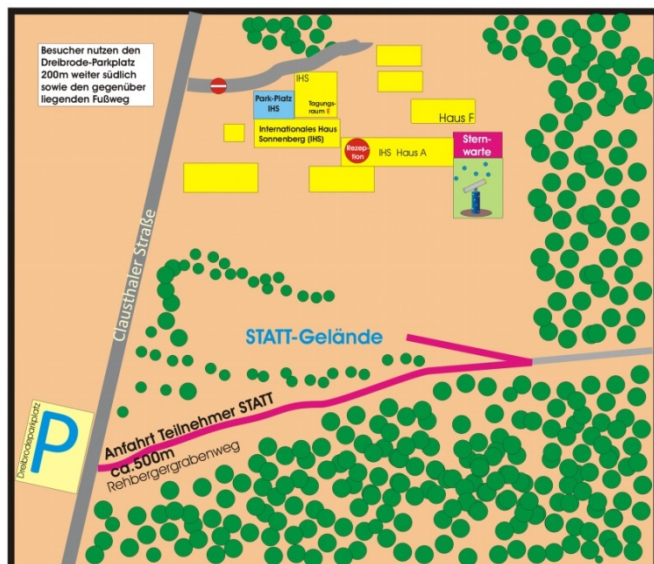 Besucher nutzen den
Dreibrode-Parkplatz
200m weiter südlich
sowie den gegenüber
liegenden Fußweg
IHS
Tagungs-
raum E
Park-Platz
IHS
Haus F
Internationales Haus
Sonnenberg (IHS)
Rezep-
tion
IHS Haus A
Stern-
warte
Clausthaler Straße
STATT-Gelände
Dreibrodeparkplatz
P
Anfahrt Teilnehmer STATT
ca.500m
Rehbergergrabenweg